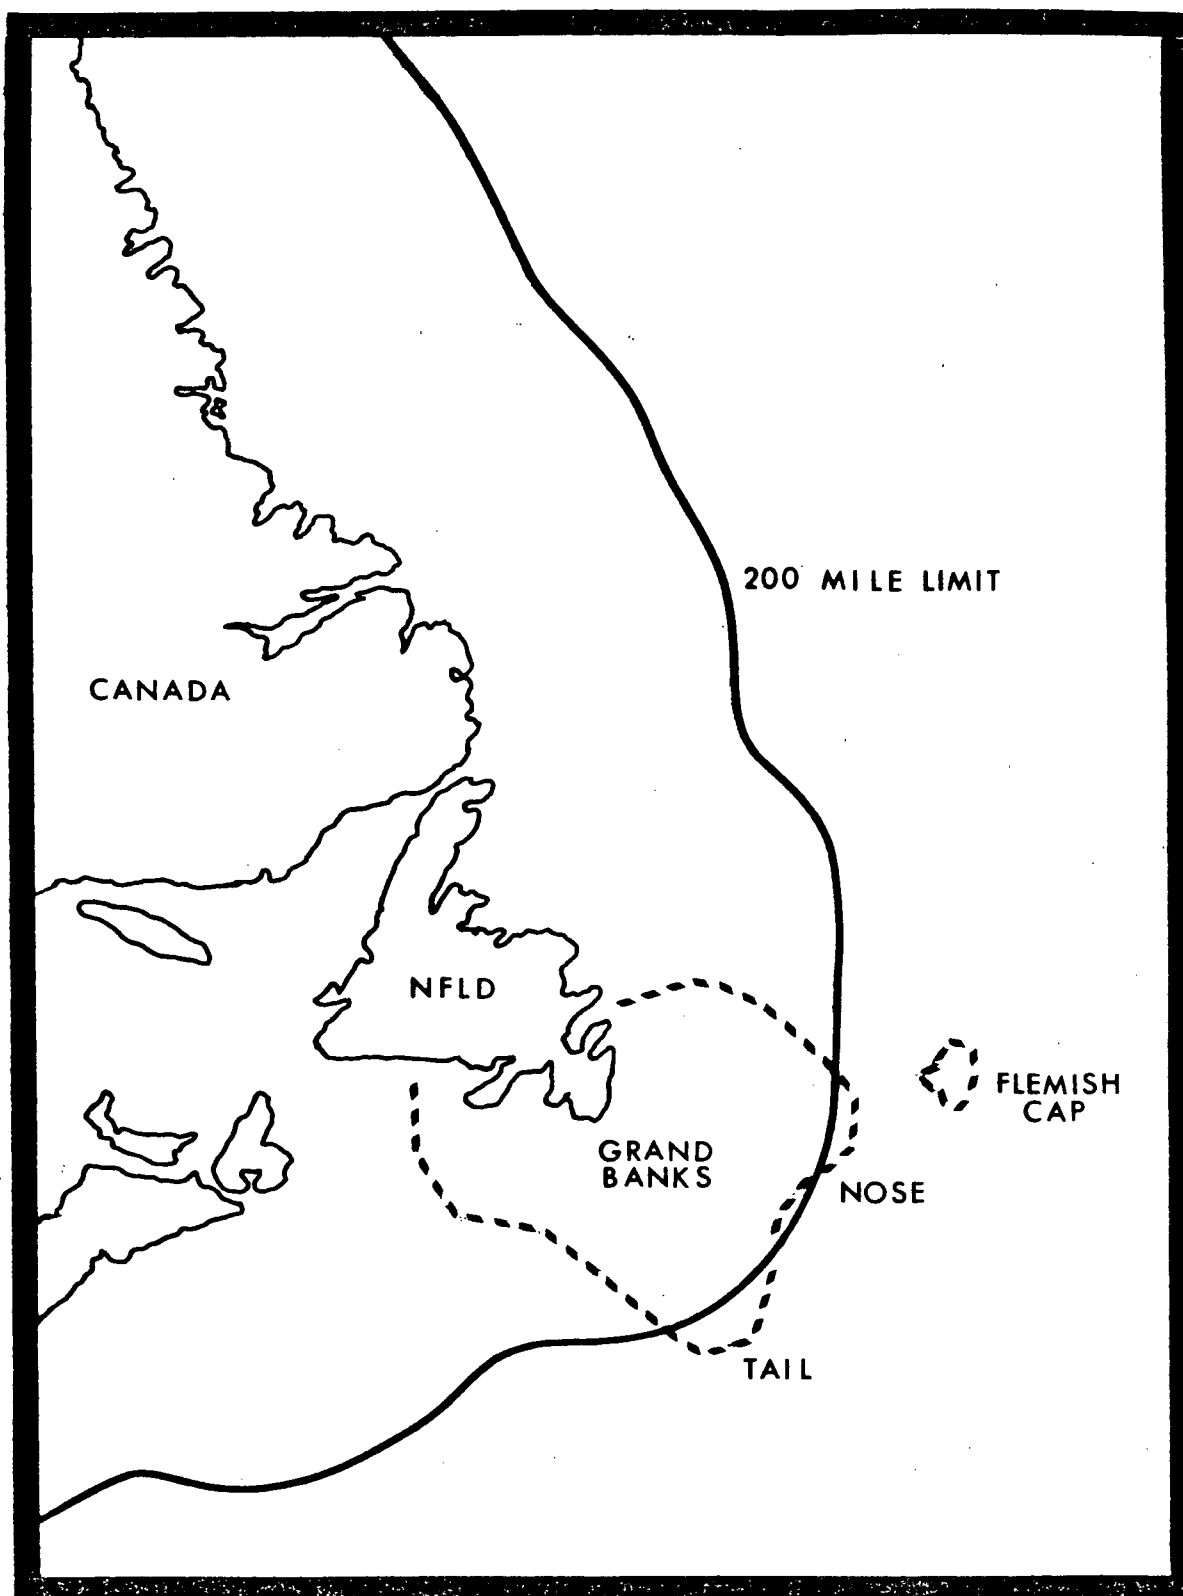 200 MILE LIMIT
CANADA
NFLD
FLEMISH
CAP
GRAND
BANKS
NOSE
TAIL